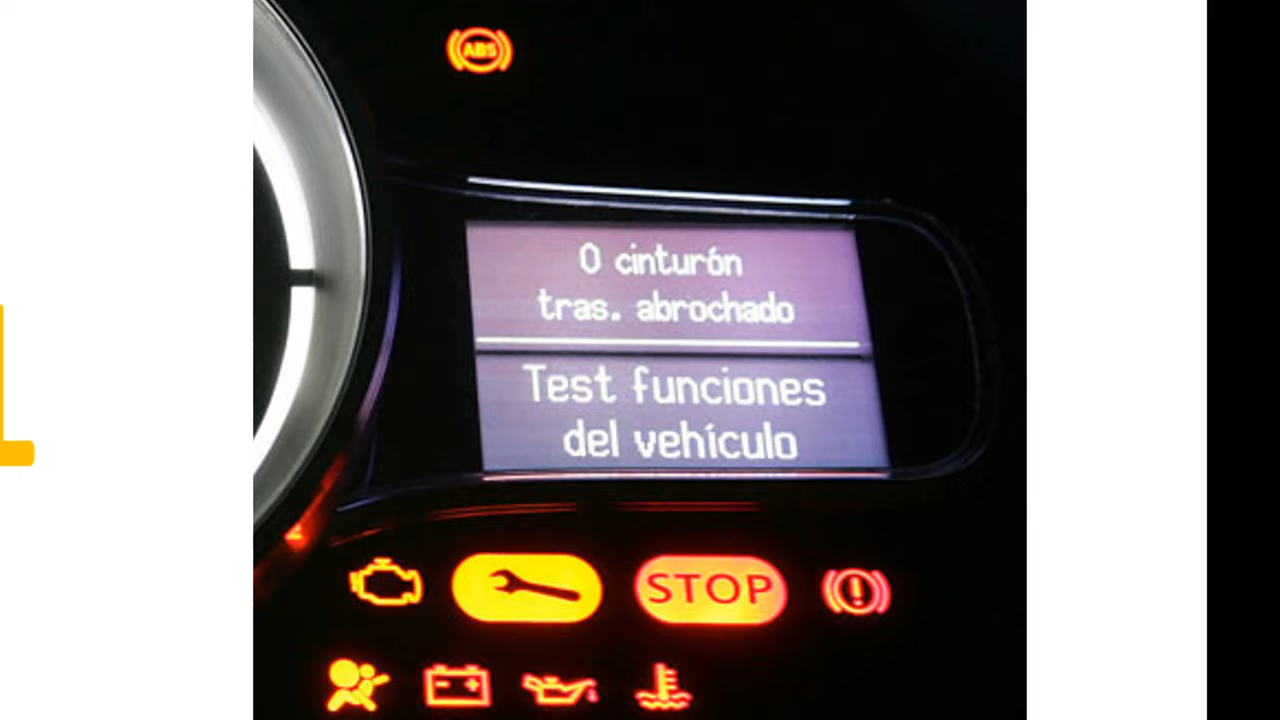 ABS
0 cinturón
tras. abrochado
Test funciones
del vehículo
STOP